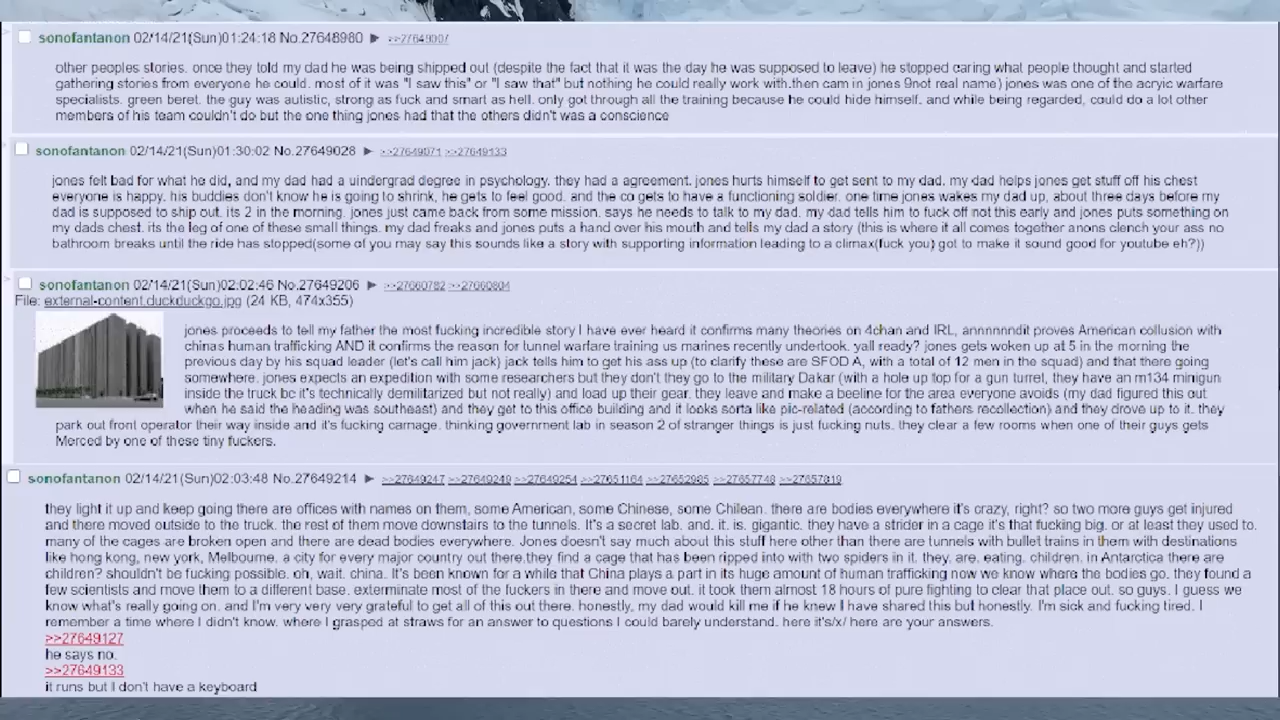 sonofantanon 02/14/21(Sun)01:24:18 No.27648980 ▶ >>27649007
other peoples stories. once they told my dad he was being shipped out (despite the fact that it was the day he was supposed to leave) he stopped caring what people thought and started
gathering stories from everyone he could. most of it was "I saw this" or "I saw that" but nothing he could really work with.then cam in jones 9not real name) jones was one of the acryic warfare
specialists. green beret. the guy was autistic, strong as fuck and smart as hell. only got through all the training because he could hide himself. and while being regarded, could do a lot other
members of his team couldn't do but the one thing jones had that the others didn't was a conscience
sonofantanon 02/14/21(Sun)01:30:02 No.27649028 ▶ >>27649071 >>27649133
jones felt bad for what he did, and my dad had a uindergrad degree in psychology. they had a agreement. jones hurts himself to get sent to my dad. my dad helps jones get stuff off his chest
everyone is happy. his buddies don't know he is going to shrink, he gets to feel good. and the co gets to have a functioning soldier. one time jones wakes my dad up, about three days before my
dad is supposed to ship out. its 2 in the morning. jones just came back from some mission. says he needs to talk to my dad. my dad tells him to fuck off not this early and jones puts something on
my dads chest. its the leg of one of these small things. my dad freaks and jones puts a hand over his mouth and tells my dad a story (this is where it all comes together anons clench your ass no
bathroom breaks until the ride has stopped(some of you may say this sounds like a story with supporting information leading to a climax(fuck you) got to make it sound good for youtube eh?))
sonofantanon 02/14/21(Sun)02:02:46 No.27649206 ▶ >>27660782 >>27660804
File: external-content.duckduckgo.jpg (24 KB, 474x355)
jones proceeds to tell my father the most fucking incredible story I have ever heard it confirms many theories on 4chan and IRL, annnnnndit proves American collusion with
chinas human trafficking AND it confirms the reason for tunnel warfare training us marines recently undertook. yall ready? jones gets woken up at 5 in the morning the
previous day by his squad leader (let's call him jack) jack tells him to get his ass up (to clarify these are SFOD A, with a total of 12 men in the squad) and that there going
somewhere. jones expects an expedition with some researchers but they don't they go to the military Dakar (with a hole up top for a gun turret, they have an m134 minigun
inside the truck bc it's technically demilitarized but not really) and load up their gear. they leave and make a beeline for the area everyone avoids (my dad figured this out
when he said the heading was southeast) and they get to this office building and it looks sorta like pic-related (according to fathers recollection) and they drove up to it. they
park out front operator their way inside and it's fucking carnage. thinking government lab in season 2 of stranger things is just fucking nuts. they clear a few rooms when one of their guys gets
Merced by one of these tiny fuckers.
sonofantanon 02/14/21(Sun)02:03:48 No.27649214 ▶ >>27649247 >>27649249 >>27649254 >>27651164 >>27652985 >>27657748 >>27657819
they light it up and keep going there are offices with names on them, some American, some Chinese, some Chilean. there are bodies everywhere it's crazy, right? so two more guys get injured
and there moved outside to the truck. the rest of them move downstairs to the tunnels. It's a secret lab. and. it. is. gigantic. they have a strider in a cage it's that fucking big. or at least they used to.
many of the cages are broken open and there are dead bodies everywhere. Jones doesn't say much about this stuff here other than there are tunnels with bullet trains in them with destinations
like hong kong, new york, Melbourne. a city for every major country out there.they find a cage that has been ripped into with two spiders in it. they. are. eating. children. in Antarctica there are
children? shouldn't be fucking possible. oh, wait. china. It's been known for a while that China plays a part in its huge amount of human trafficking now we know where the bodies go. they found a
few scientists and move them to a different base. exterminate most of the fuckers in there and move out. it took them almost 18 hours of pure fighting to clear that place out. so guys. I guess we
know what's really going on. and I'm very very very grateful to get all of this out there. honestly, my dad would kill me if he knew I have shared this but honestly. I'm sick and fucking tired. I
remember a time where I didn't know. where I grasped at straws for an answer to questions I could barely understand. here it's/x/ here are your answers.
>>27649127
he says no.
>>27649133
it runs but I don't have a keyboard